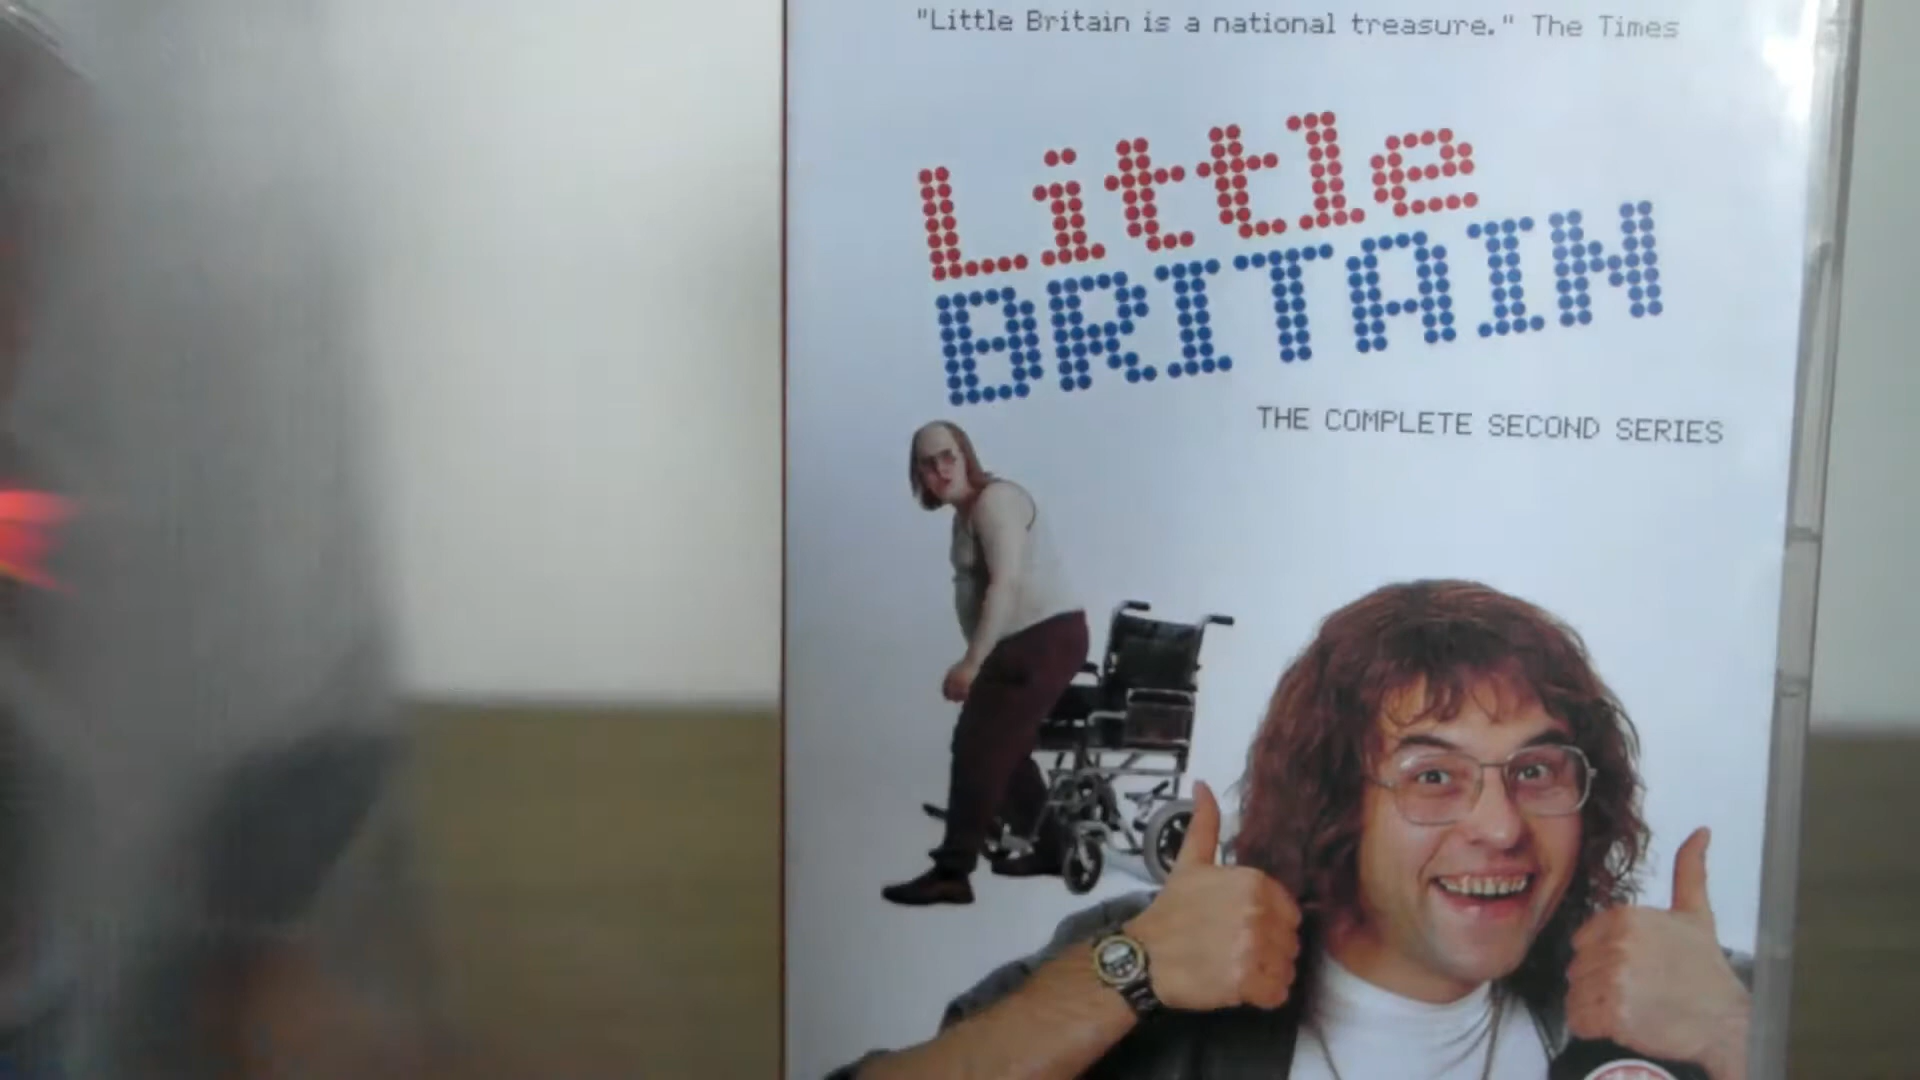 "Little Britain is a national treasure." The Times
Little
BRITAIN
THE COMPLETE SECOND SERIES